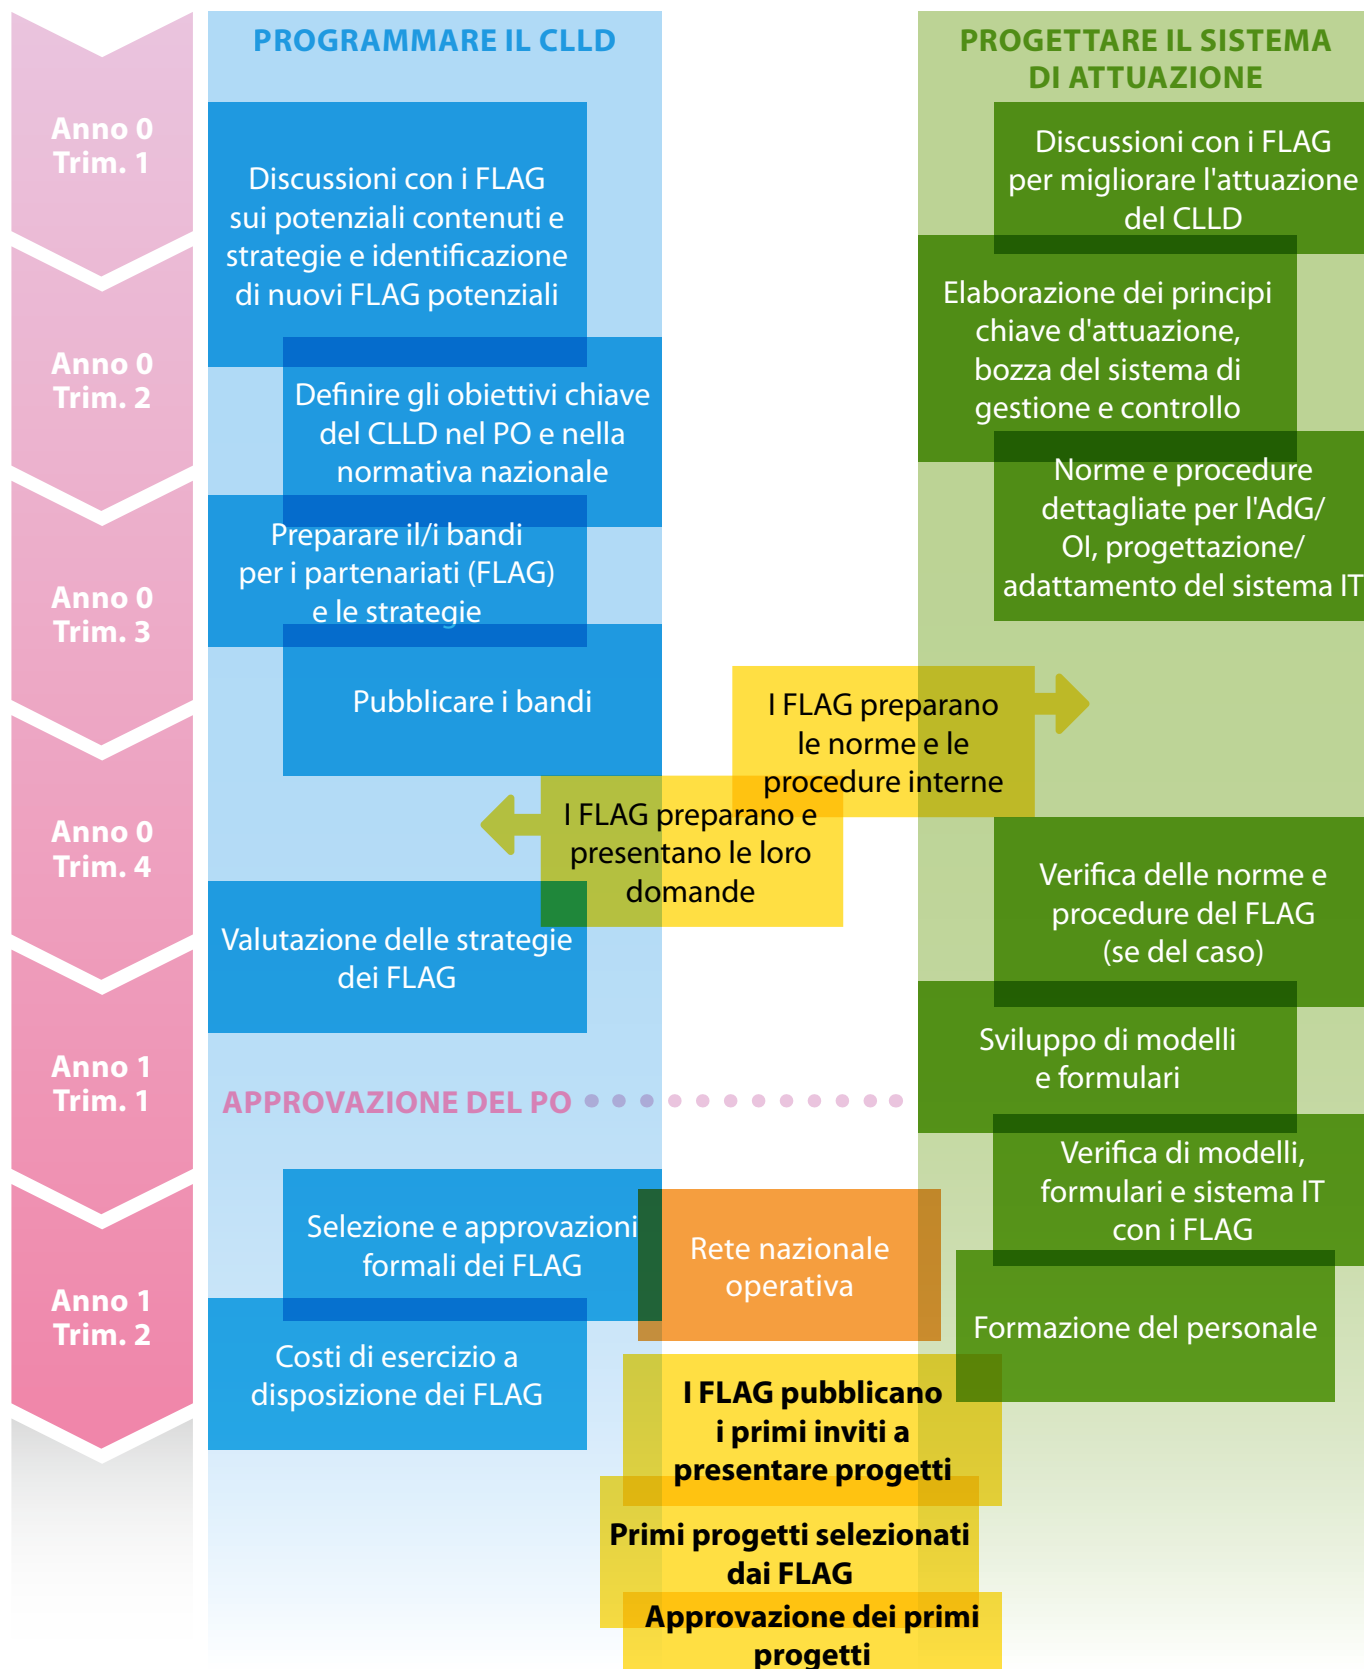 Anno 0
Trim. 1
Anno 0
Trim. 2
Anno 0
Trim. 3
Anno 0
Trim. 4
Anno 1
Trim. 1
Anno 1
Trim. 2
PROGRAMMARE IL CLLD
Discussioni con i FLAG
sui potenziali contenuti e
strategie e identificazione
di nuovi FLAG potenziali
Definire gli obiettivi chiave
del CLLD nel PO e nella
normativa nazionale
Preparare il/i bandi
per i partenariati (FLAG)
e le strategie
Pubblicare i bandi
Valutazione delle strategie
dei FLAG
APPROVAZIONE DEL PO
Selezione e approvazioni
formali dei FLAG
Costi di esercizio a
disposizione dei FLAG
I FLAG preparano
le norme e le
procedure interne
I FLAG preparano e
presentano le loro
domande
Rete nazionale
operativa
I FLAG pubblicano
i primi inviti a
presentare progetti
Primi progetti selezionati
dai FLAG
Approvazione dei primi
progetti
PROGETTARE IL SISTEMA
DI ATTUAZIONE
Discussioni con i FLAG
per migliorare l'attuazione
del CLLD
Elaborazione dei principi
chiave d'attuazione,
bozza del sistema di
gestione e controllo
Norme e procedure
dettagliate per l'AdG/
OI, progettazione/
adattamento del sistema IT
Verifica delle norme e
procedure del FLAG
(se del caso)
Sviluppo di modelli
e formulari
Verifica di modelli,
formulari e sistema IT
con i FLAG
Formazione del personale